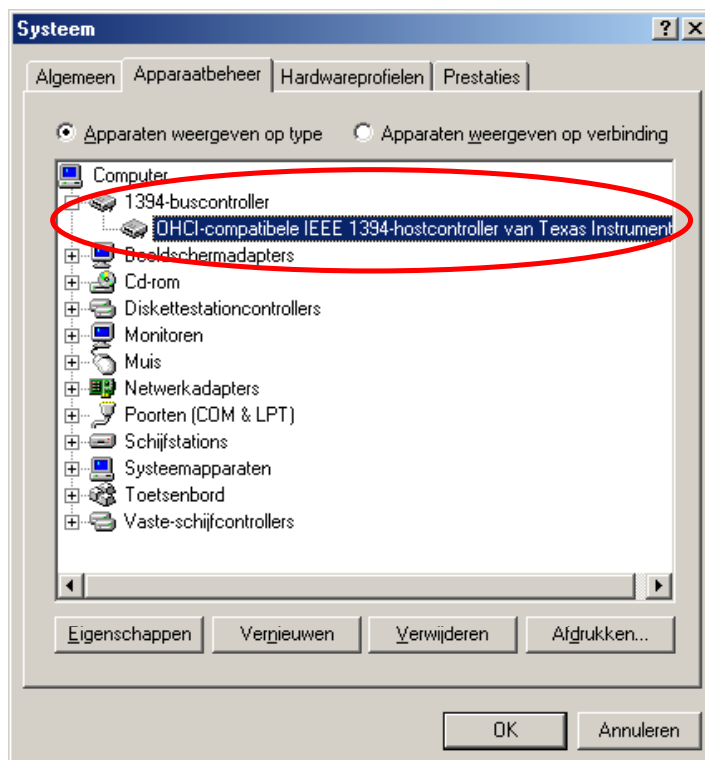 Systeem
Algemeen Apparaatbeheer Hardwareprofielen Prestaties
Apparaten weergeven op type Apparaten weergeven op verbinding
Computer
1394-buscontroller
OHCI-compatibele IEEE 1394-hostcontroller van Texas Instrument
Beeldschermadapters
Cd-rom
Diskettestationcontrollers
Monitoren
Muis
Netwerkadapters
Poorten (COM & LPT)
Schijfstations
Systeemapparaten
Toetsenbord
Vaste-schijfcontrollers
Eigenschappen Vernieuwen Verwijderen Afdrukken...
OK Annuleren